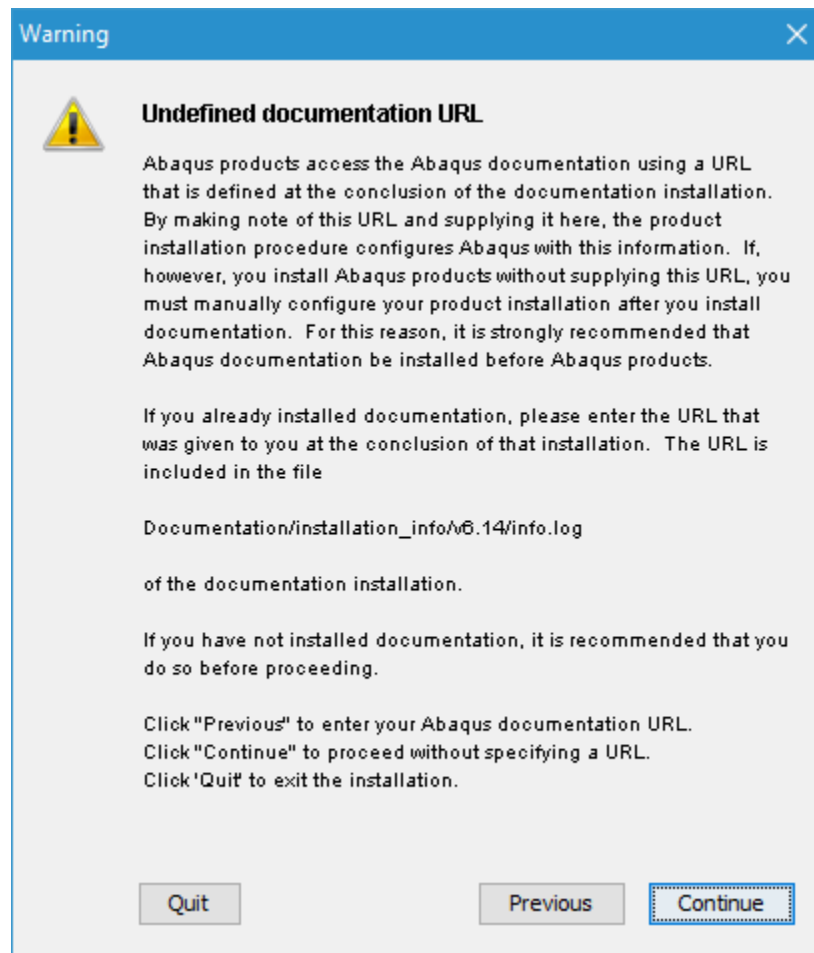 Warning
Undefined documentation URL
Abaqus products access the Abaqus documentation using a URL
that is defined at the conclusion of the documentation installation.
By making note of this URL and supplying it here, the product
installation procedure configures Abaqus with this information.  If,
however, you install Abaqus products without supplying this URL, you
must manually configure your product installation after you install
documentation.  For this reason, it is strongly recommended that
Abaqus documentation be installed before Abaqus products.
If you already installed documentation, please enter the URL that
was given to you at the conclusion of that installation.  The URL is
included in the file
Documentation/installation_info/v6.14/info.log
of the documentation installation.
If you have not installed documentation, it is recommended that you
do so before proceeding.
Click "Previous" to enter your Abaqus documentation URL.
Click "Continue" to proceed without specifying a URL.
Click 'Quit' to exit the installation.
Quit
Previous
Continue